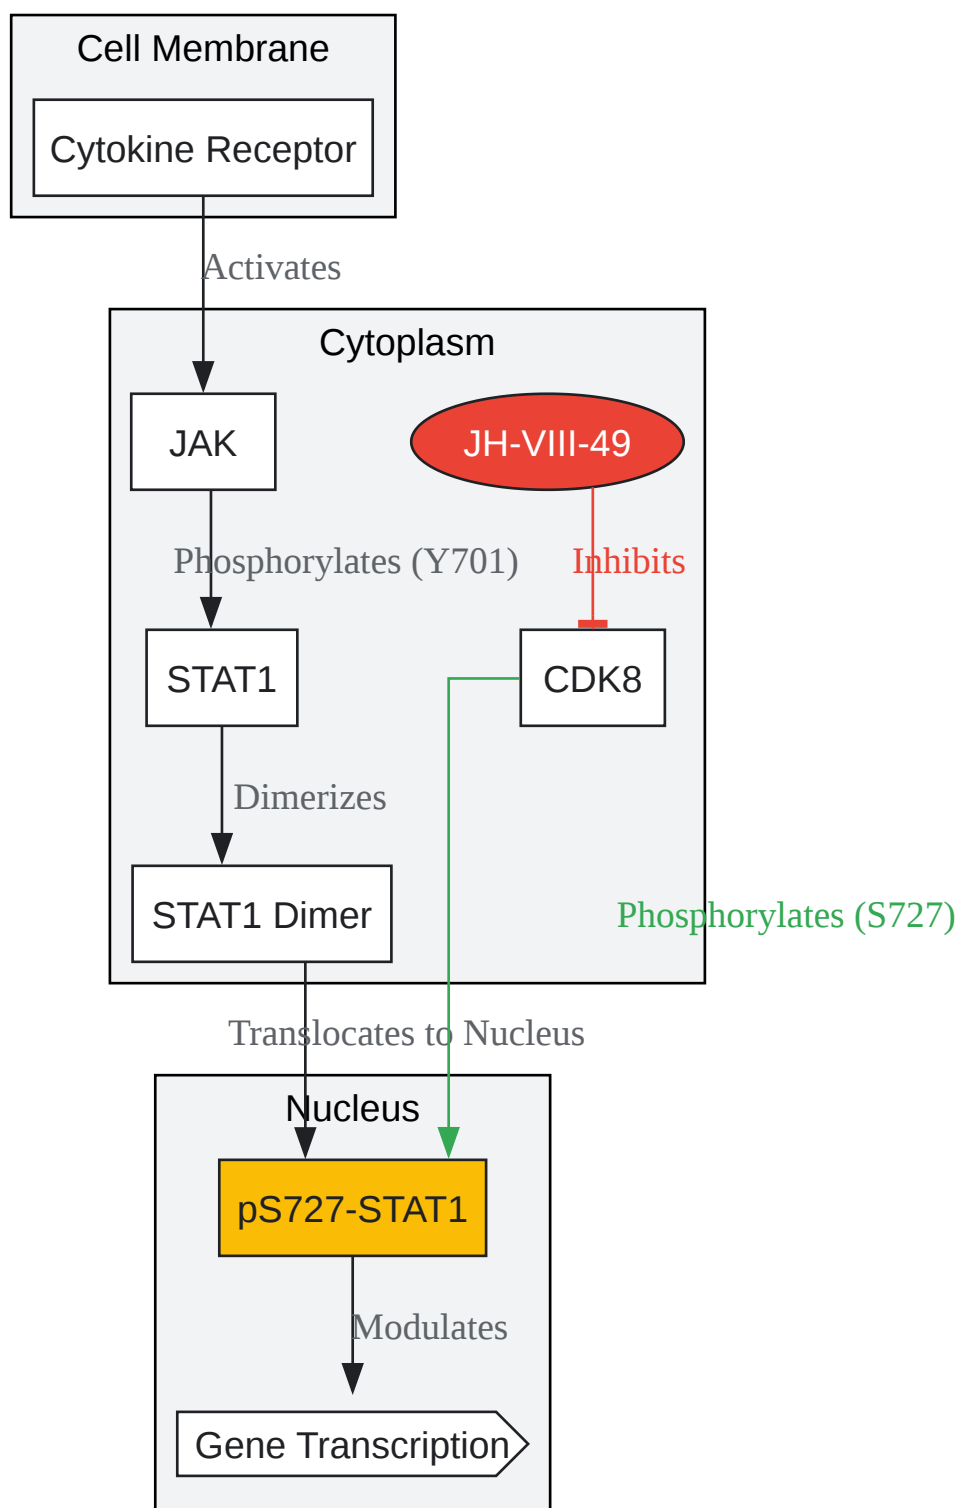 Cell Membrane
Cytokine Receptor
Activates
Cytoplasm
JAK
JH-VIII-49
Phosphorylates (Y701)
Inhibits
STAT1
CDK8
Dimerizes
STAT1 Dimer
Phosphorylates (S727)
Translocates to Nucleus
Nucleus
pS727-STAT1
Modulates
Gene Transcription